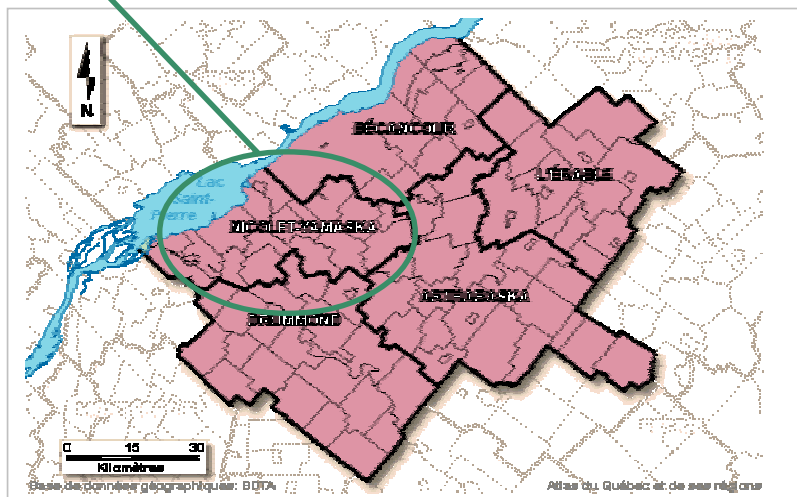 N
BÉCANCOUR
L'ÉRABLE
Lac
Saint-
Pierre
NICOLET-YAMASKA
ARTHABASKA
DRUMMOND
0 15 30
Kilomètres
Base de données géographiques: BDTA
Atlas du Québec et de ses régions